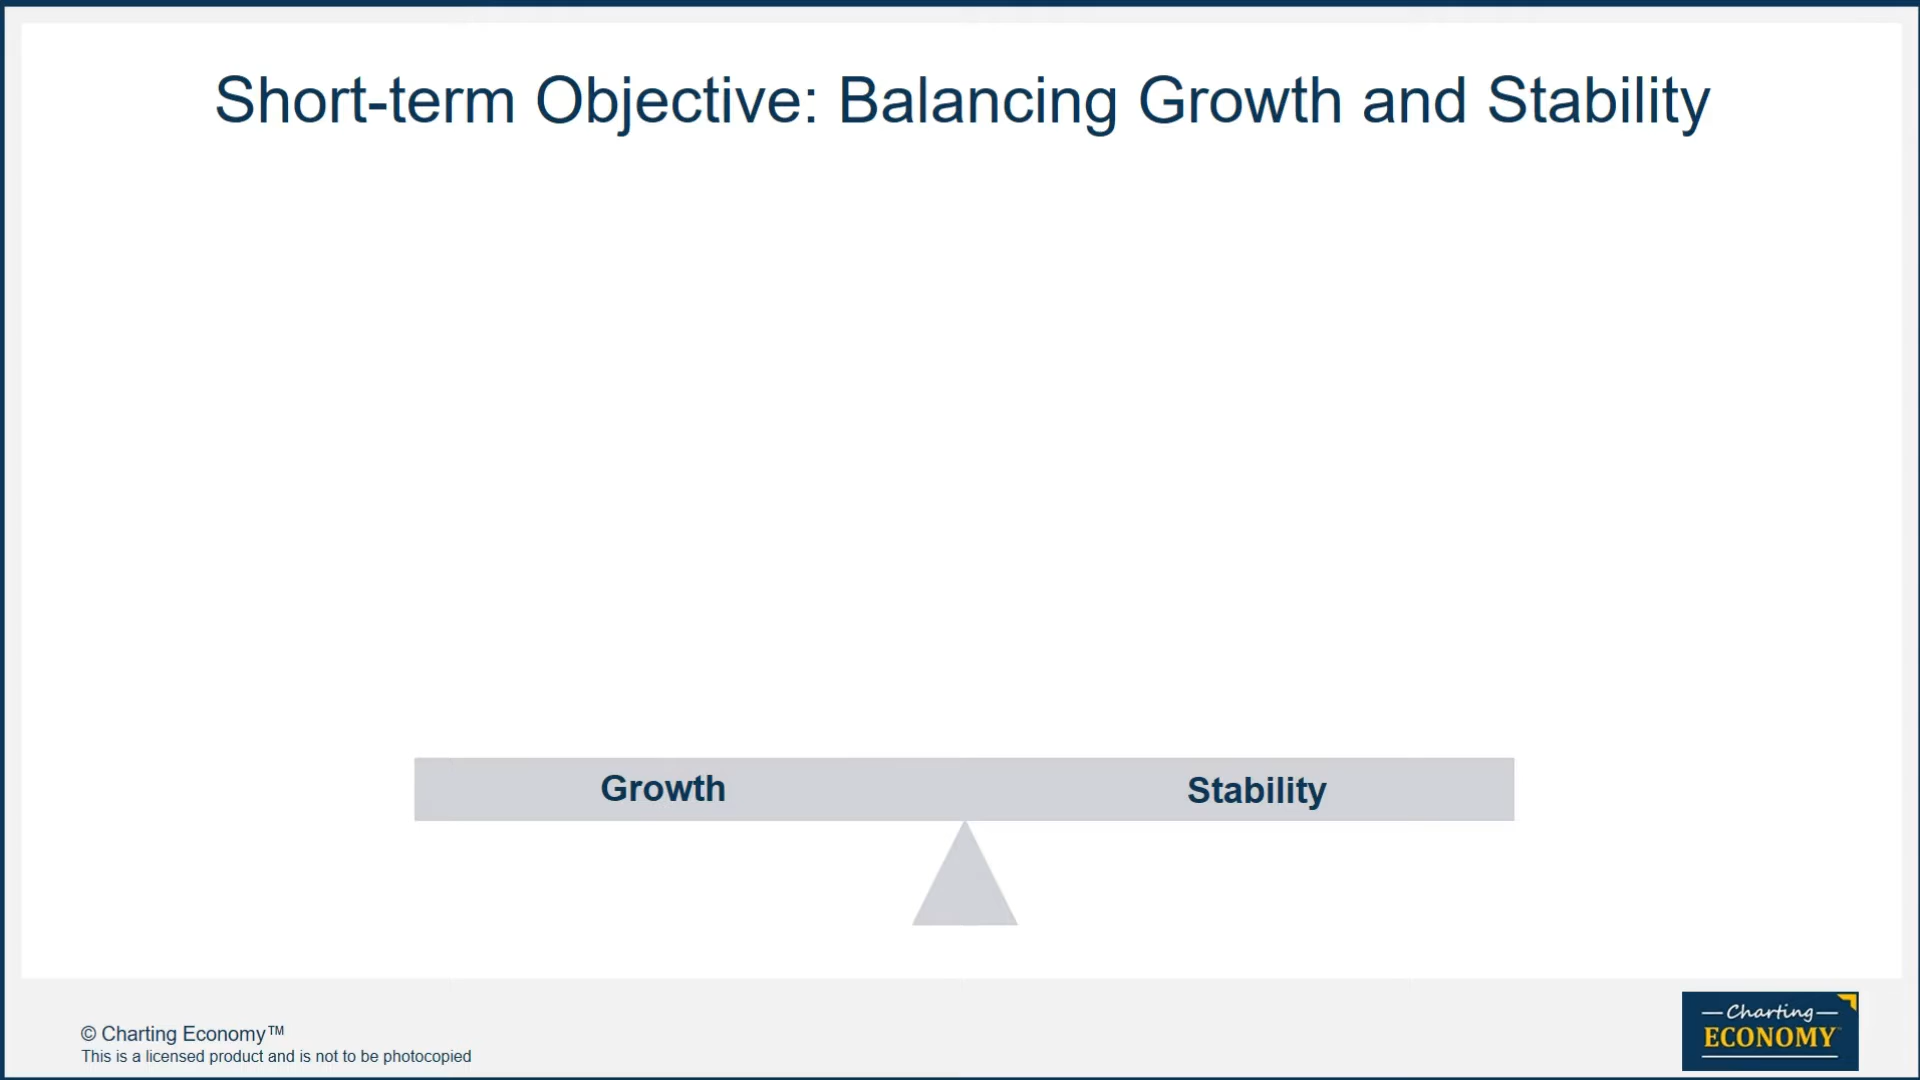 Short-term Objective: Balancing Growth and Stability
Growth
Stability
© Charting Economy™
This is a licensed product and is not to be photocopied
Charting
ECONOMY™